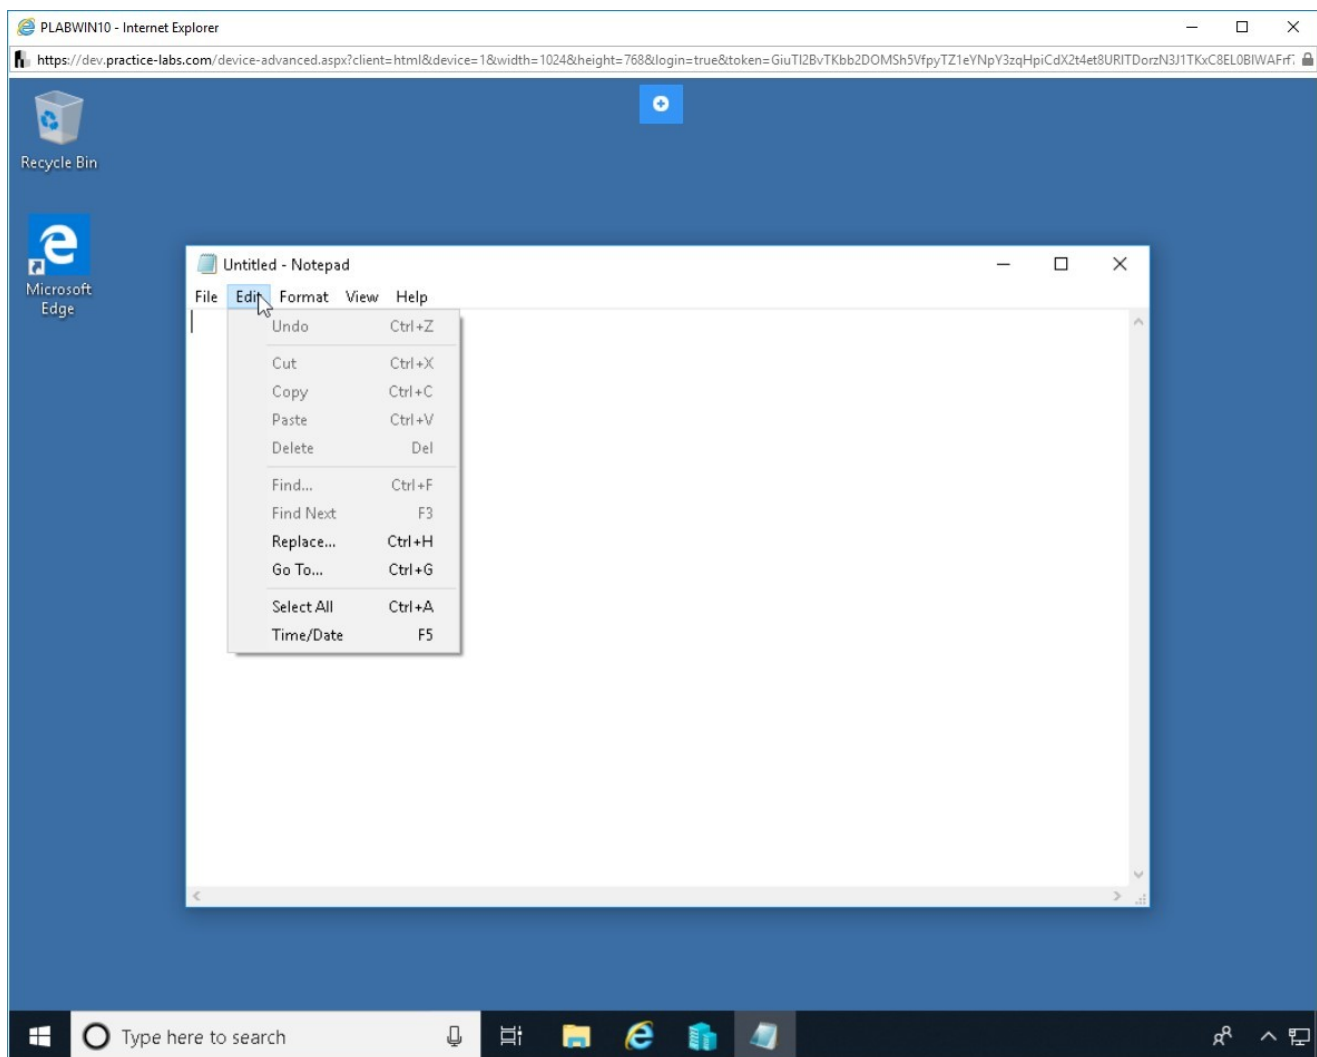 PLABWIN10 - Internet Explorer
https://dev.practice-labs.com/device-advanced.aspx?client=html&device=1&width=1024&height=768&login=true&token=
Recycle Bin
Microsoft
Edge
Untitled - Notepad
File Edit Format View Help
Undo Ctrl+Z
Cut Ctrl+X
Copy Ctrl+C
Paste Ctrl+V
Delete Del
Find... Ctrl+F
Find Next F3
Replace... Ctrl+H
Go To... Ctrl+G
Select All Ctrl+A
Time/Date F5
Type here to search